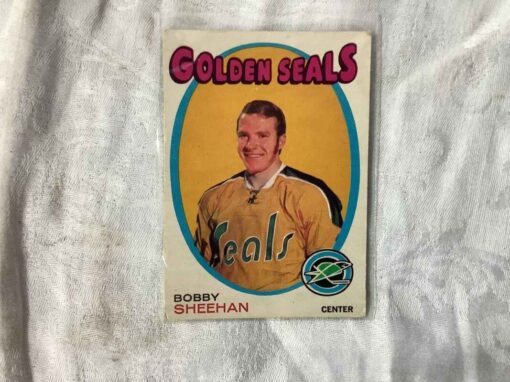 GOLDEN SEALS
Seals
BOBBY
SHEEHAN
CENTER